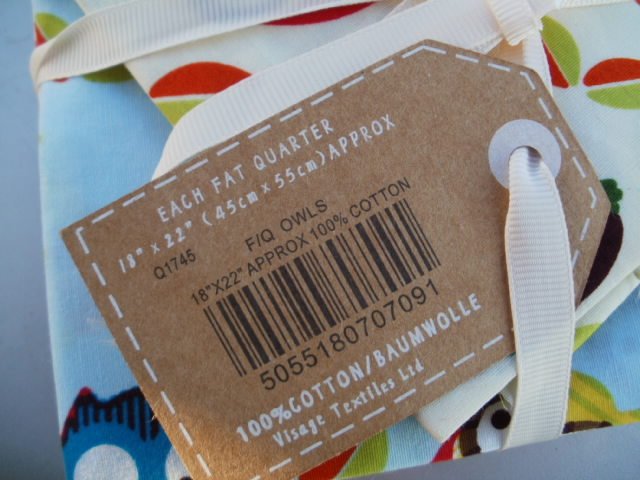 EACH FAT QUARTER
18" x 22" (45cm x 55cm) APPROX
Q1745
F/Q OWLS
18"X22" APPROX 100% COTTON
5055180707091
100% COTTON/BAUMWOLLE
Visage Textiles Ltd